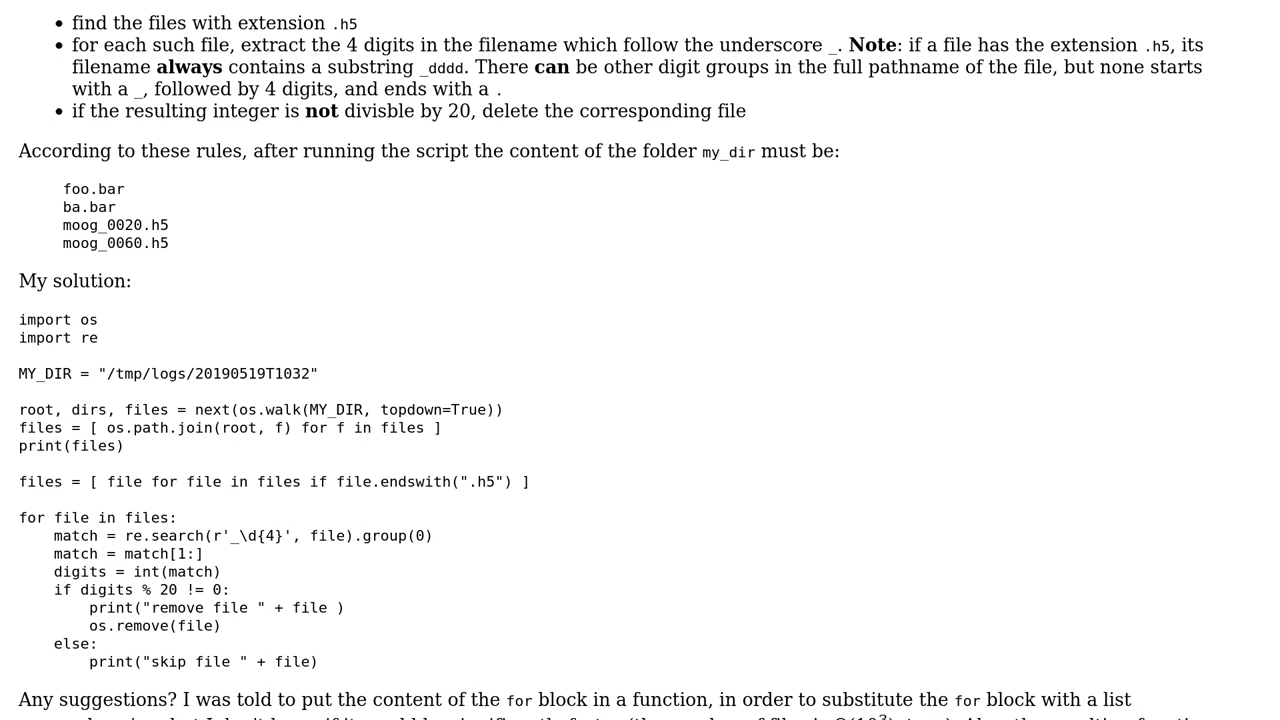 • find the files with extension .h5
• for each such file, extract the 4 digits in the filename which follow the underscore _. Note: if a file has the extension .h5, its
filename always contains a substring _dddd. There can be other digit groups in the full pathname of the file, but none starts
with a _, followed by 4 digits, and ends with a .
• if the resulting integer is not divisble by 20, delete the corresponding file
According to these rules, after running the script the content of the folder my_dir must be:
foo.bar
ba.bar
moog_0020.h5
moog_0060.h5
My solution:
import os
import re
MY_DIR = "/tmp/logs/20190519T1032"
root, dirs, files = next(os.walk(MY_DIR, topdown=True))
files = [ os.path.join(root, f) for f in files ]
print(files)
files = [ file for file in files if file.endswith(".h5") ]
for file in files:
    match = re.search(r'_\d{4}', file).group(0)
    match = match[1:]
    digits = int(match)
    if digits % 20 != 0:
        print("remove file " + file )
        os.remove(file)
    else:
        print("skip file " + file)
Any suggestions? I was told to put the content of the for block in a function, in order to substitute the for block with a list